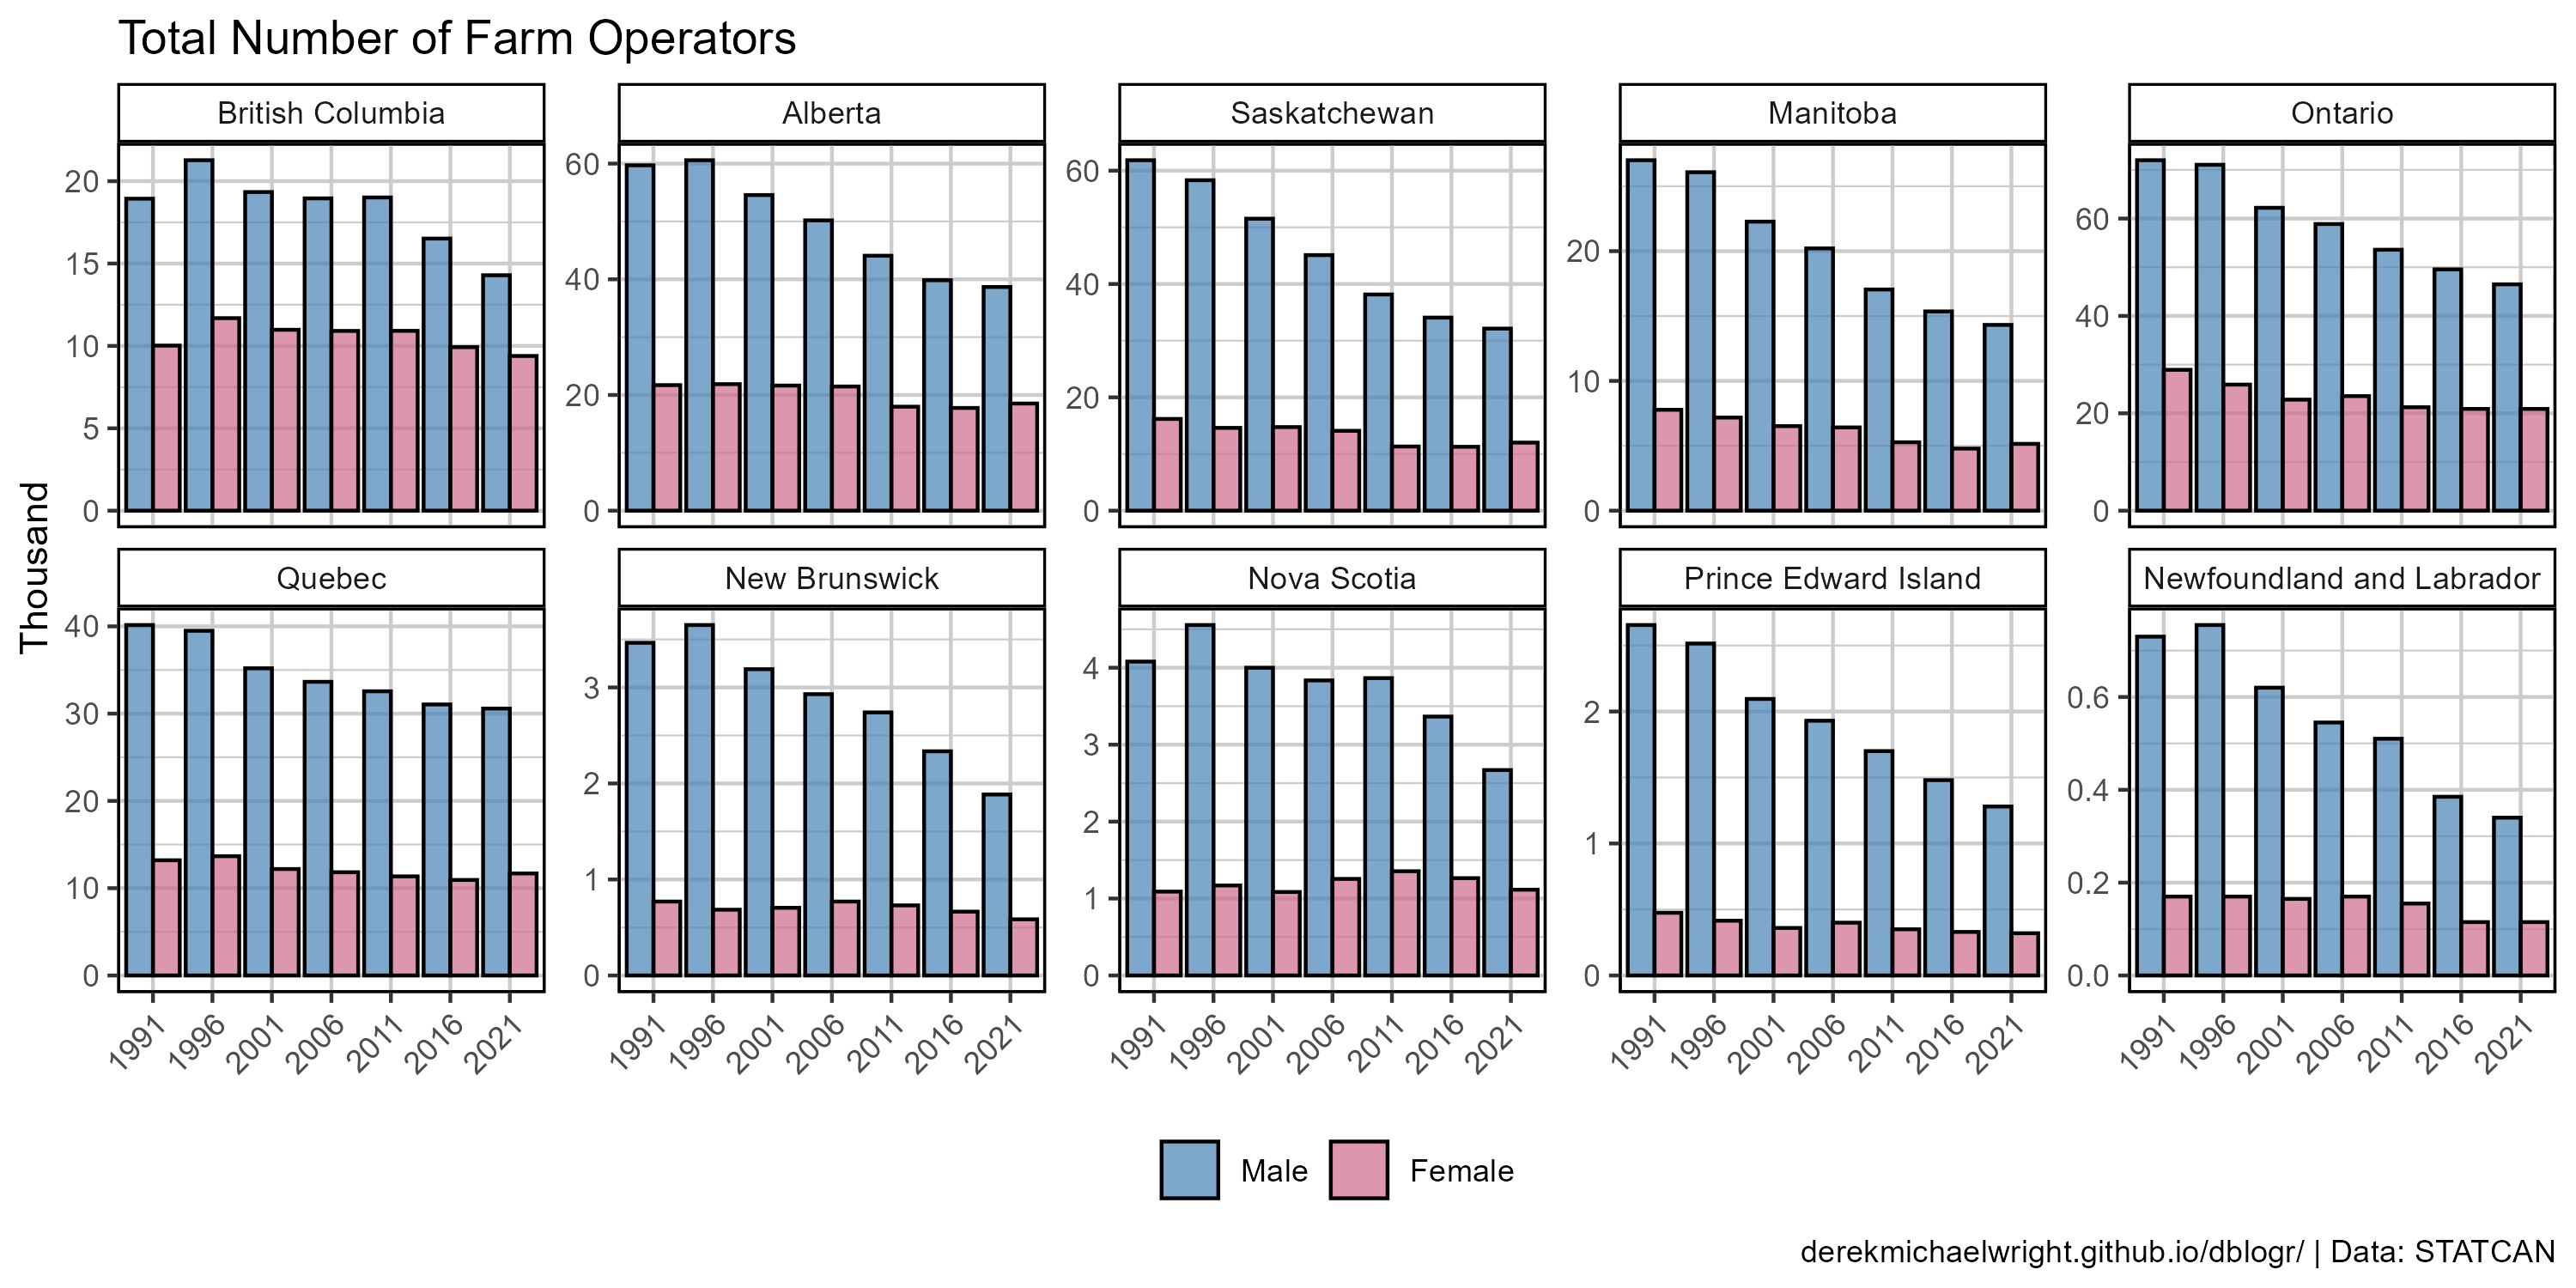 Total Number of Farm Operators
British Columbia
Alberta
Saskatchewan
Manitoba
Ontario
20
15
10
5
0
60
40
20
0
60
40
20
0
20
10
0
60
40
20
0
Thousand
Quebec
New Brunswick
Nova Scotia
Prince Edward Island
Newfoundland and Labrador
40
30
20
10
0
3
2
1
0
4
3
2
1
0
2
1
0
0.6
0.4
0.2
0.0
1991 1996 2001 2006 2011 2016 2021
1991 1996 2001 2006 2011 2016 2021
1991 1996 2001 2006 2011 2016 2021
1991 1996 2001 2006 2011 2016 2021
1991 1996 2001 2006 2011 2016 2021
Male Female
derekmichaelwright.github.io/dblogr/ | Data: STATCAN